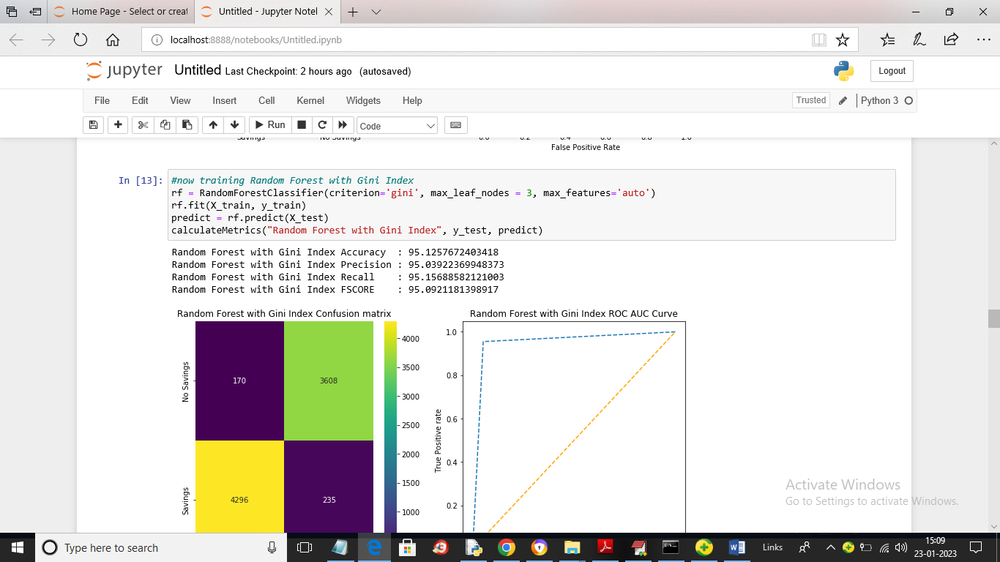 Home Page - Select or creat
Untitled - Jupyter Notel
localhost:8888/notebooks/Untitled.ipynb
jupyter Untitled Last Checkpoint: 2 hours ago (autosaved)
Logout
File Edit View Insert Cell Kernel Widgets Help
Trusted
Python 3
Run
Code
Savings No Savings
0.0 0.2 0.4 0.6 0.8 1.0
False Positive Rate
In [13]:
#now training Random Forest with Gini Index
rf = RandomForestClassifier(criterion='gini', max_leaf_nodes = 3, max_features='auto')
rf.fit(X_train, y_train)
predict = rf.predict(X_test)
calculateMetrics("Random Forest with Gini Index", y_test, predict)
Random Forest with Gini Index Accuracy  : 95.1257672403418
Random Forest with Gini Index Precision : 95.03922369948373
Random Forest with Gini Index Recall    : 95.15688582121003
Random Forest with Gini Index FSCORE    : 95.0921181398917
Random Forest with Gini Index Confusion matrix
No Savings
170 3608
Savings
4296 235
4000
3500
3000
2500
2000
1500
1000
Random Forest with Gini Index ROC AUC Curve
True Positive rate
1.0
0.8
0.6
0.4
0.2
Activate Windows
Go to Settings to activate Windows.
Type here to search
Links
15:09
23-01-2023